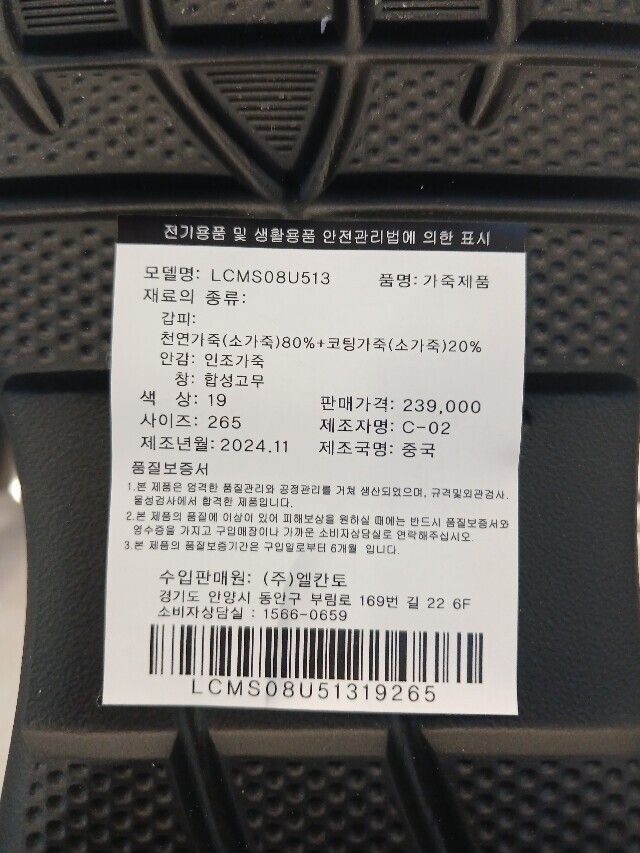 전기용품 및 생활용품 안전관리법에 의한 표시
모델명: LCMS08U513 품명: 가죽제품
재료의 종류:
갑피:
천연가죽(소가죽)80%+코팅가죽(소가죽)20%
안감: 인조가죽
창: 합성고무
색 상: 19 판매가격: 239,000
사이즈: 265 제조자명: C-02
제조년월: 2024.11 제조국명: 중국
품질보증서
1.본 제품은 엄격한 품질관리와 공정관리를 거쳐 생산되었으며, 규격및외관검사.
물성검사에서 합격한 제품입니다.
2.본 제품의 품질에 이상이 있어 피해보상을 원하실 때에는 반드시 품질보증서와
영수증을 가지고 구입매장이나 가까운 소비자상담실로 연락해주십시오.
3.본 제품의 품질보증기간은 구입일로부터 6개월 입니다.
수입판매원: (주)엘칸토
경기도 안양시 동안구 부림로 169번 길 22 6F
소비자상담실 : 1566-0659
LCMS08U51319265